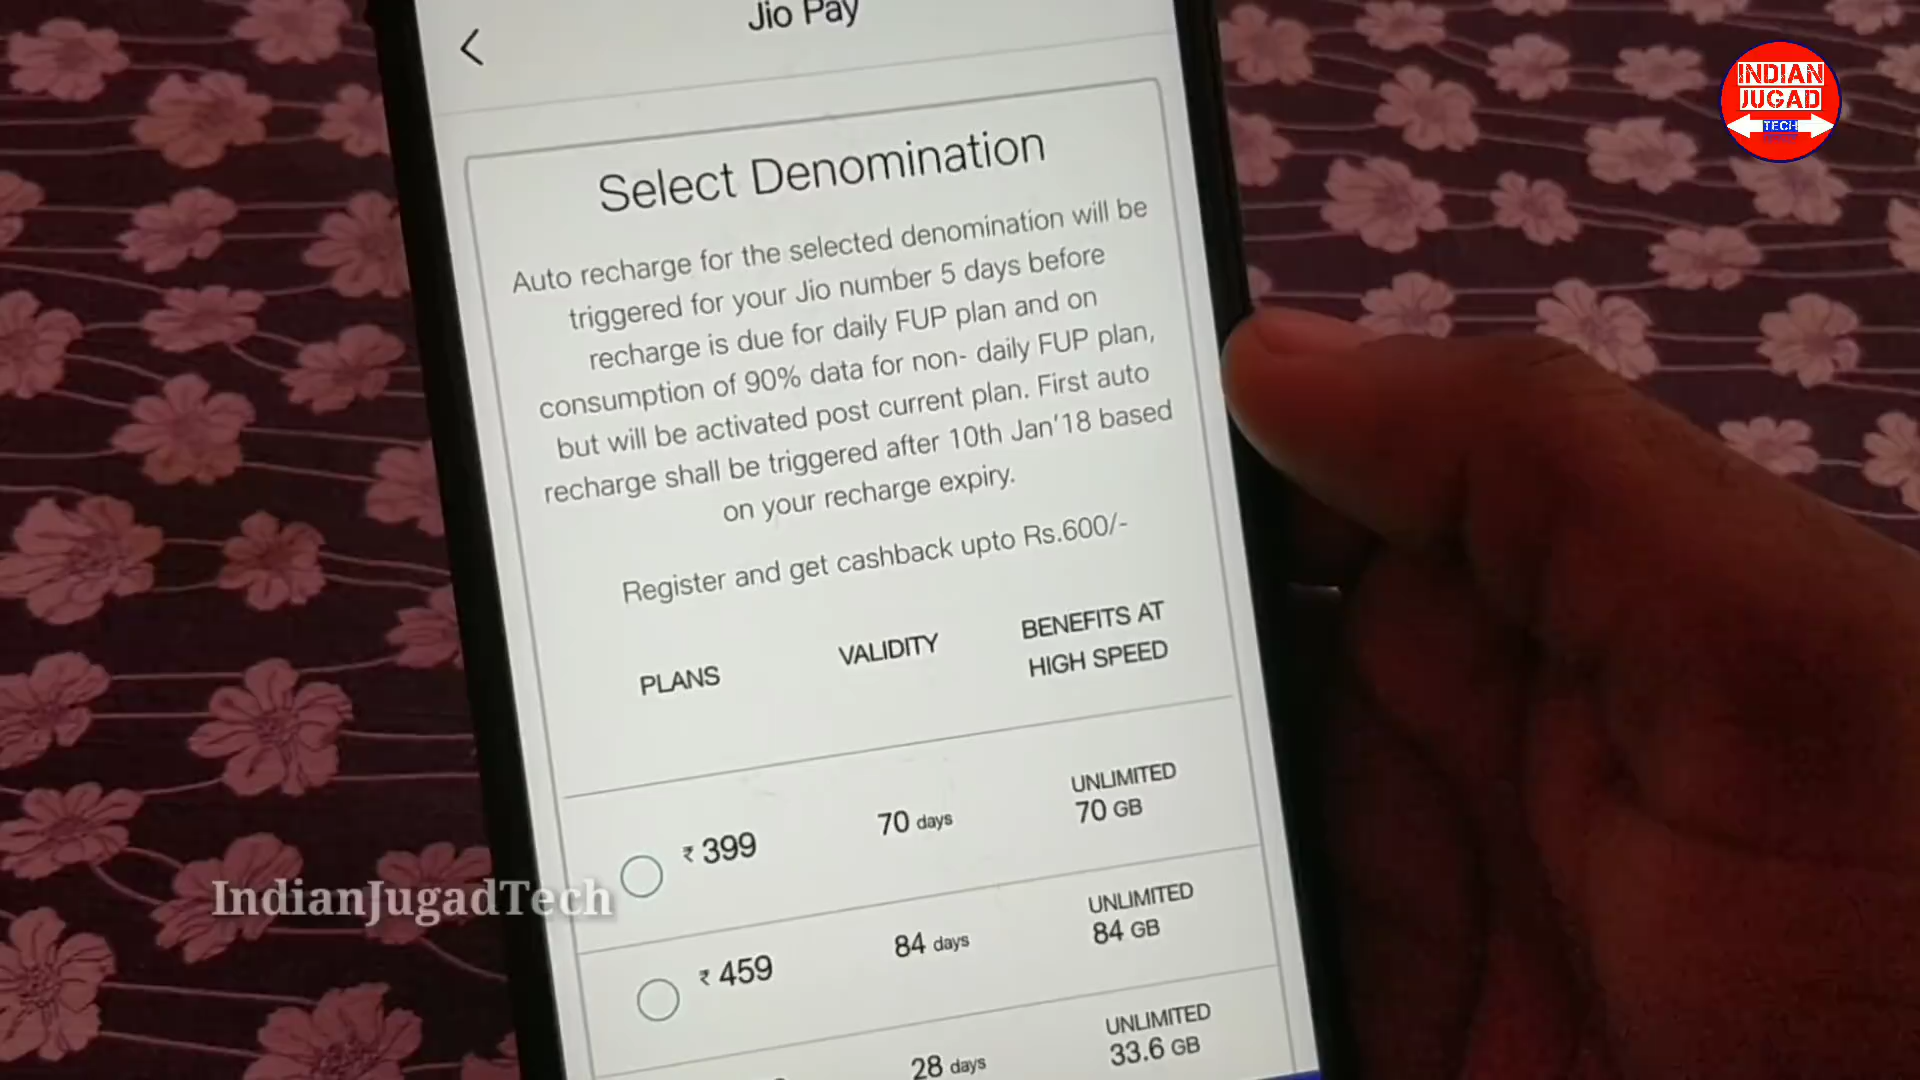 Jio Pay
INDIAN
JUGAD
TECH
Select Denomination
Auto recharge for the selected denomination will be
triggered for your Jio number 5 days before
recharge is due for daily FUP plan and on
consumption of 90% data for non- daily FUP plan,
but will be activated post current plan. First auto
recharge shall be triggered after 10th Jan'18 based
on your recharge expiry.
Register and get cashback upto Rs.600/-
PLANS VALIDITY BENEFITS AT
HIGH SPEED
₹ 399 70 days UNLIMITED
70 GB
IndianJugadTech
₹ 459 84 days UNLIMITED
84 GB
28 days UNLIMITED
33.6 GB